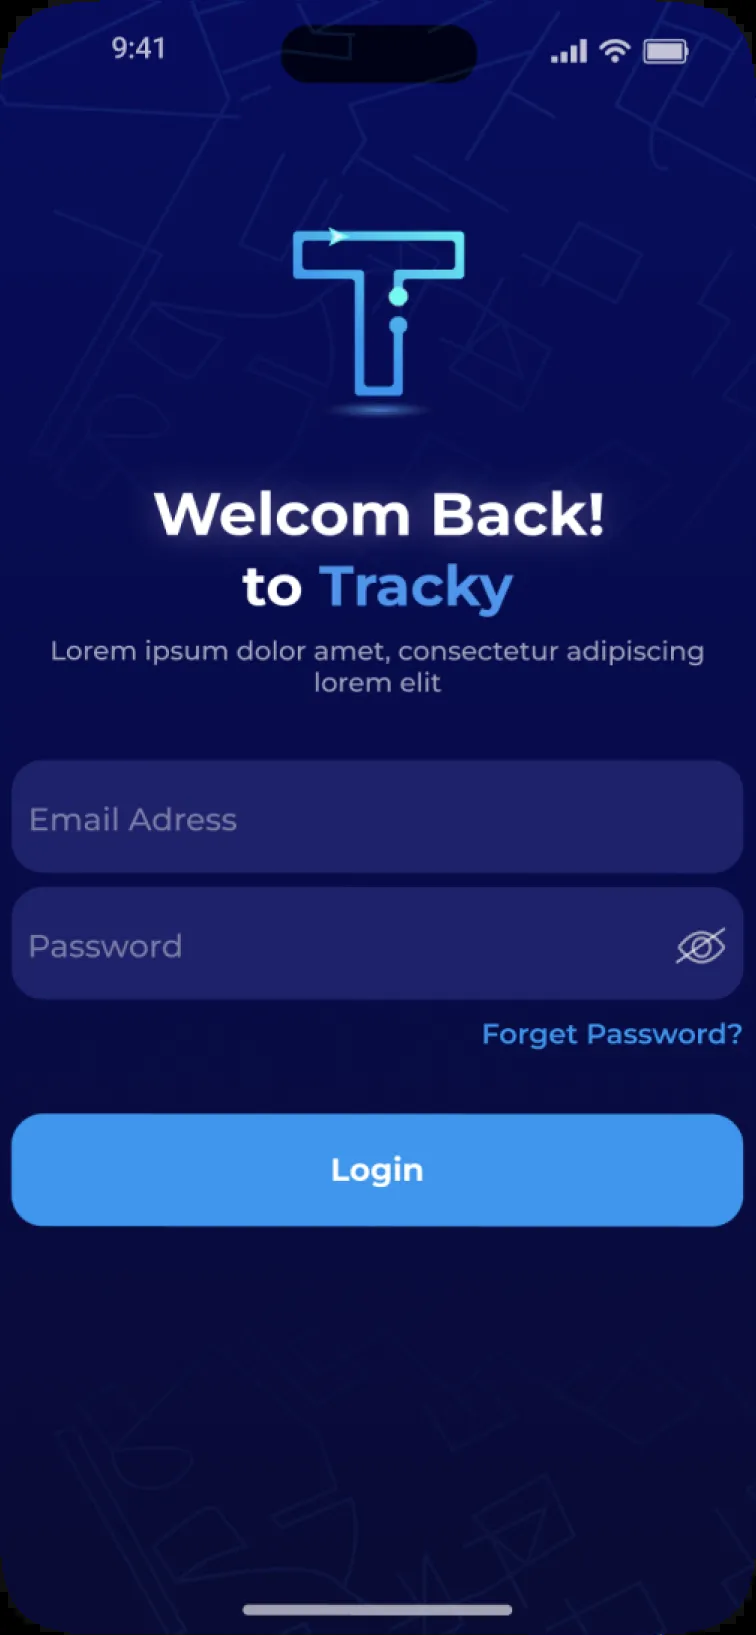 9:41
T
Welcom Back!
to Tracky
Lorem ipsum dolor amet, consectetur adipiscing
lorem elit
Email Adress
Password
Forget Password?
Login